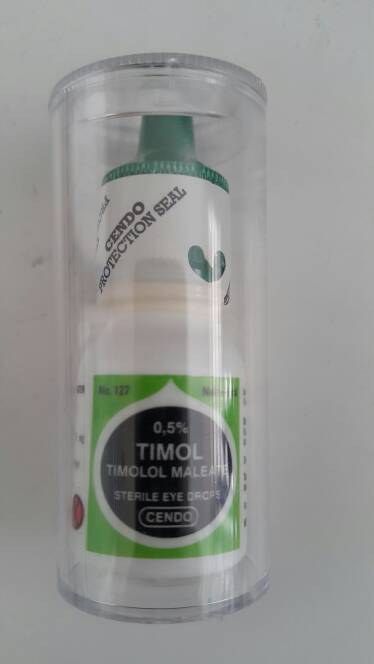 CENDO
PROTECTION SEAL
No. 127
0,5%
TIMOL
TIMOLOL MALEATE
STERILE EYE DROPS
CENDO